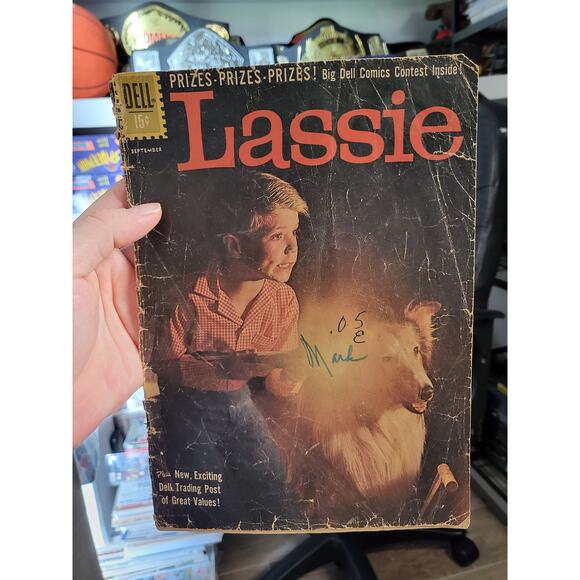 PRIZES-PRIZES-PRIZES! Big Dell Comics Contest Inside!
DELL
15¢
SEPTEMBER
Lassie
.05
Mark
Plus New, Exciting
Dell Trading Post
of Great Values!